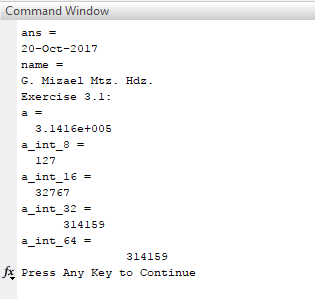 Command Window
ans =
20-Oct-2017
name =
G. Mizael Mtz. Hdz.
Exercise 3.1:
a =
3.1416e+005
a_int_8 =
127
a_int_16 =
32767
a_int_32 =
314159
a_int_64 =
314159
fx Press Any Key to Continue